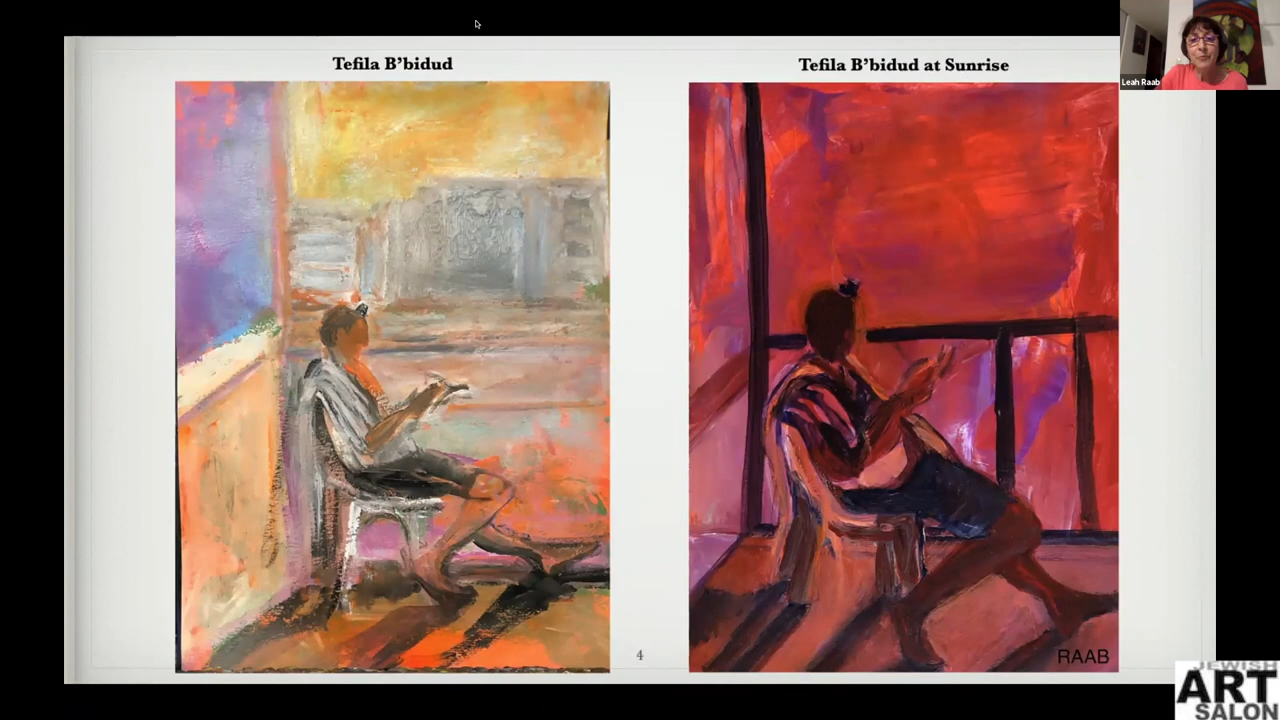 Tefila B’bidud
Tefila B’bidud at Sunrise
Leah Raab
4
RAAB
JEWISH
ART
SALON